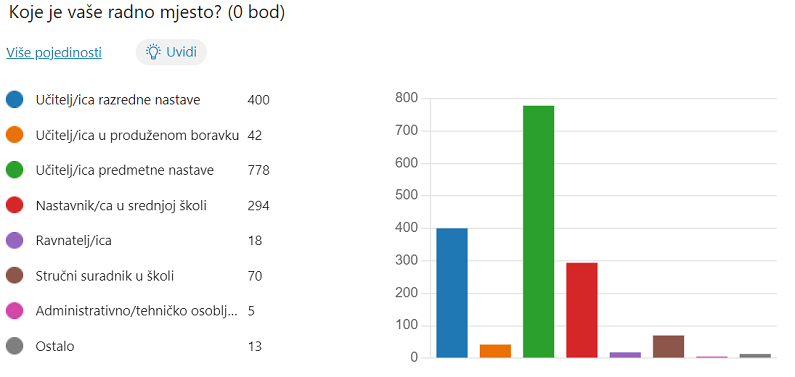 Koje je vaše radno mjesto? (0 bod)
Više pojedinosti
Uvidi
Učitelj/ica razredne nastave 400
Učitelj/ica u produženom boravku 42
Učitelj/ica predmetne nastave 778
Nastavnik/ca u srednjoj školi 294
Ravnatelj/ica 18
Stručni suradnik u školi 70
Administrativno/tehničko osoblj... 5
Ostalo 13
800
700
600
500
400
300
200
100
0